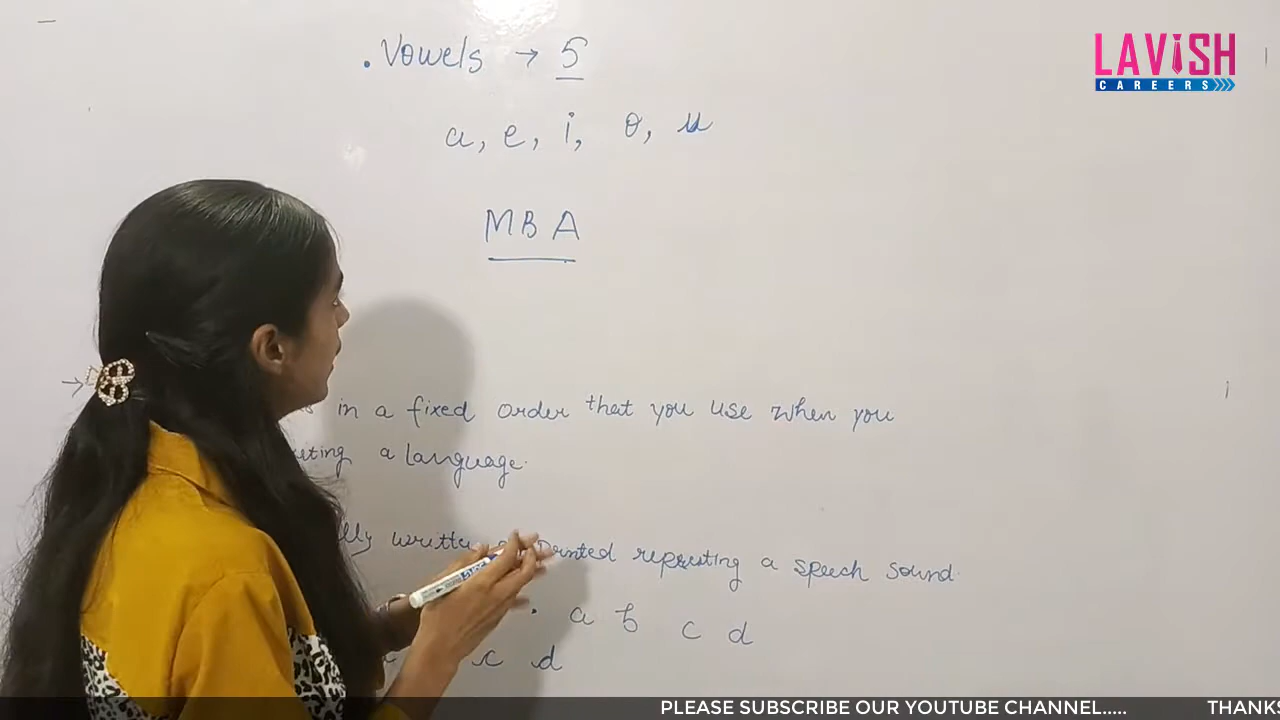 . Vowels → 5
LAViSH
CAREERS
a, e, i, o, u
MBA
in a fixed order that you use when you
a language.
written printed a speech sound.
. a b c d
c d
PLEASE SUBSCRIBE OUR YOUTUBE CHANNEL..... THANKS